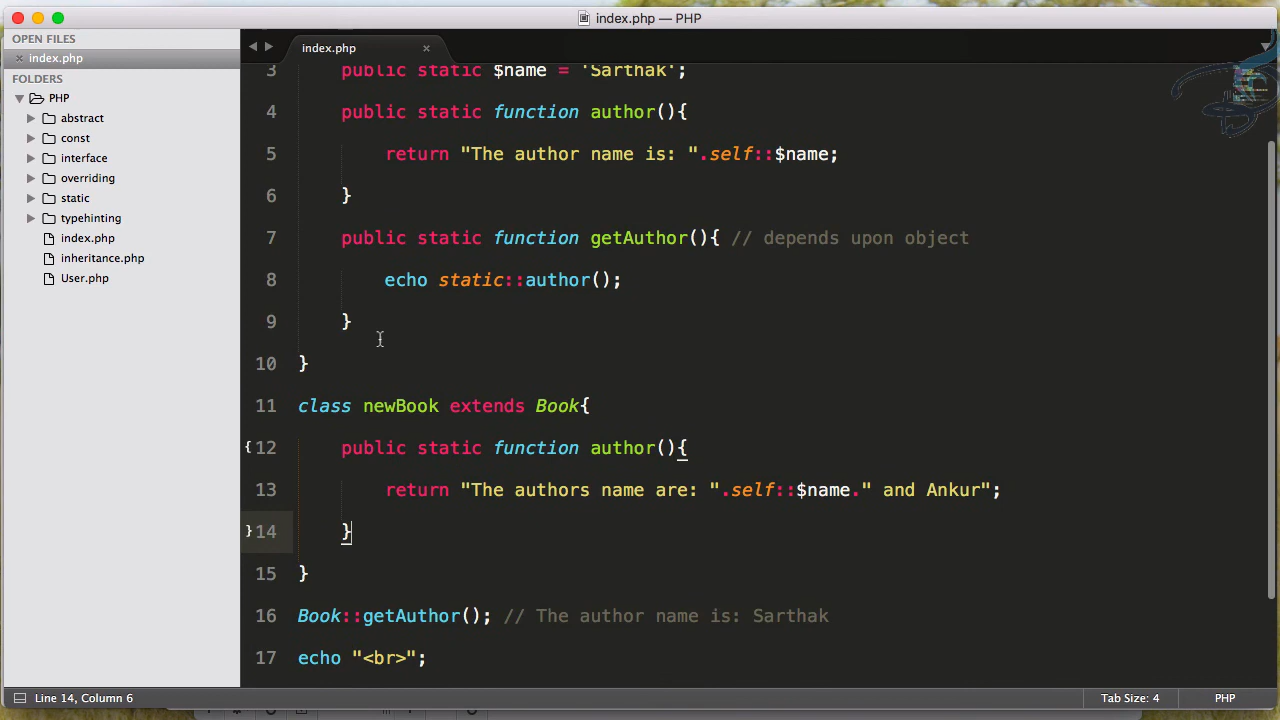 index.php — PHP
OPEN FILES
× index.php
FOLDERS
PHP
abstract
const
interface
overriding
static
typehinting
index.php
inheritance.php
User.php
index.php ×
3 public static $name = 'Sarthak';
4 public static function author(){
5 return "The author name is: ".self::$name;
6 }
7 public static function getAuthor(){ // depends upon object
8 echo static::author();
9 }
10 }
11 class newBook extends Book{
12 public static function author(){
13 return "The authors name are: ".self::$name." and Ankur";
14 }
15 }
16 Book::getAuthor(); // The author name is: Sarthak
17 echo "<br>";
Line 14, Column 6
Tab Size: 4
PHP